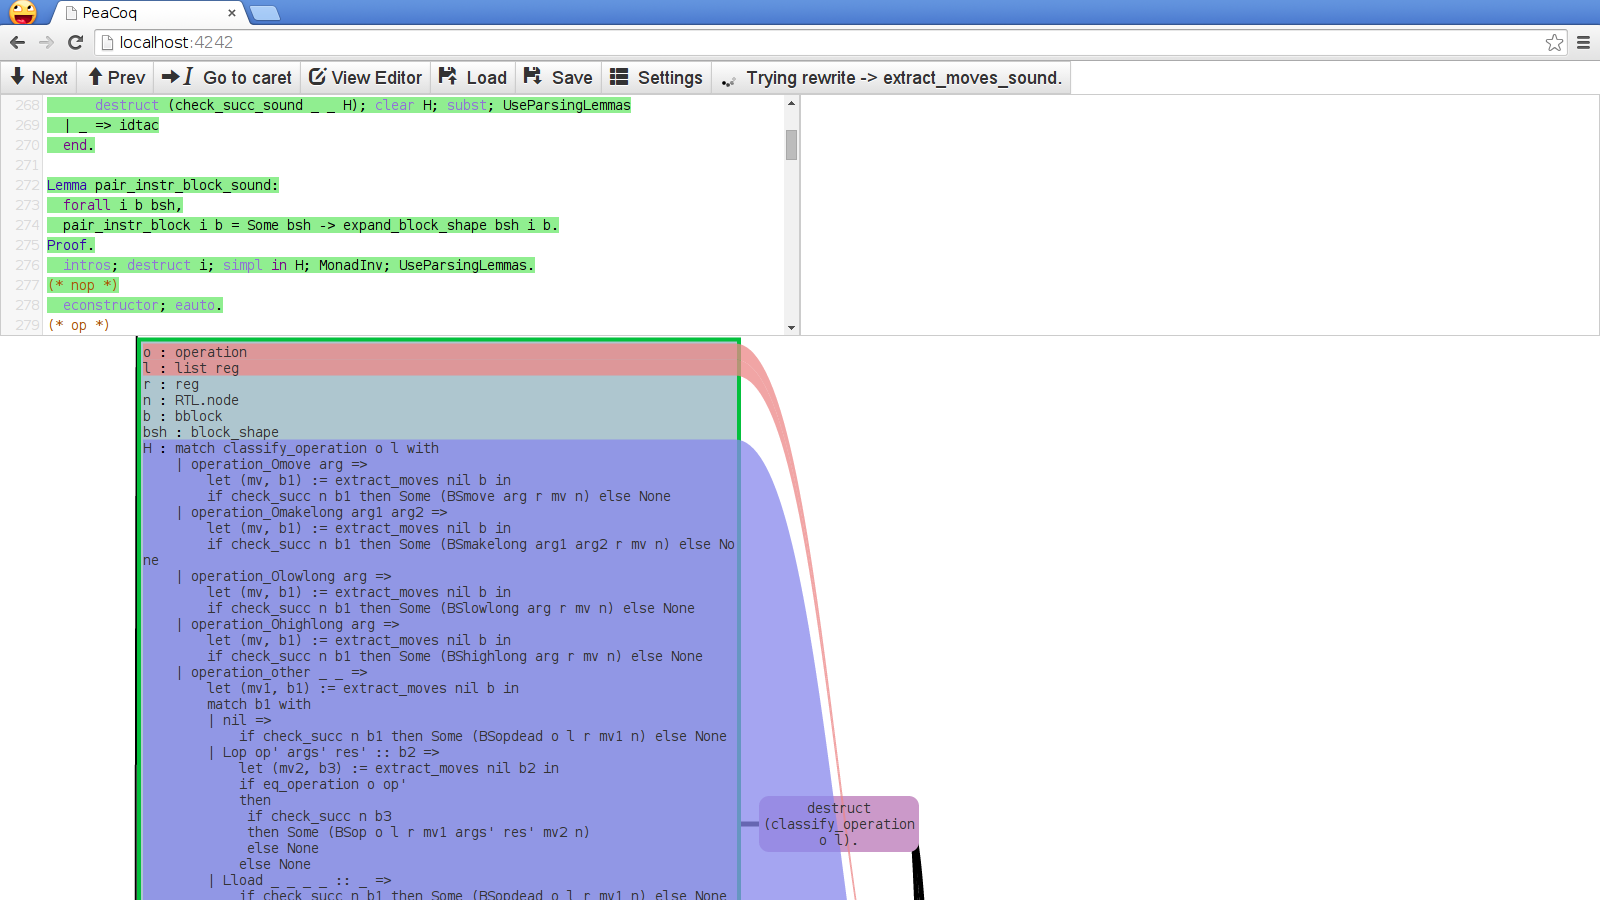 PeaCoq ×
localhost:4242
Next Prev Go to caret View Editor Load Save Settings Trying rewrite -> extract_moves_sound.
268       destruct (check_succ_sound _ _ H); clear H; subst; UseParsingLemmas
269   | _ => idtac
270   end.
271
272 Lemma pair_instr_block_sound:
273   forall i b bsh,
274   pair_instr_block i b = Some bsh -> expand_block_shape bsh i b.
275 Proof.
276   intros; destruct i; simpl in H; MonadInv; UseParsingLemmas.
277 (* nop *)
278   econstructor; eauto.
279 (* op *)
o : operation
l : list reg
r : reg
n : RTL.node
b : bblock
bsh : block_shape
H : match classify_operation o l with
    | operation_Omove arg =>
        let (mv, b1) := extract_moves nil b in
        if check_succ n b1 then Some (BSmove arg r mv n) else None
    | operation_Omakelong arg1 arg2 =>
        let (mv, b1) := extract_moves nil b in
        if check_succ n b1 then Some (BSmakelong arg1 arg2 r mv n) else No
ne
    | operation_Olowlong arg =>
        let (mv, b1) := extract_moves nil b in
        if check_succ n b1 then Some (BSlowlong arg r mv n) else None
    | operation_Ohighlong arg =>
        let (mv, b1) := extract_moves nil b in
        if check_succ n b1 then Some (BShighlong arg r mv n) else None
    | operation_other _ _ =>
        let (mv1, b1) := extract_moves nil b in
        match b1 with
        | nil =>
            if check_succ n b1 then Some (BSopdead o l r mv1 n) else None
        | Lop op' args' res' :: b2 =>
            let (mv2, b3) := extract_moves nil b2 in
            if eq_operation o op'
            then
             if check_succ n b3
             then Some (BSop o l r mv1 args' res' mv2 n)
             else None
            else None
        | Lload _ _ _ _ :: _ =>
            if check_succ n b1 then Some (BSopdead o l r mv1 n) else None
destruct
(classify_operation
o l).